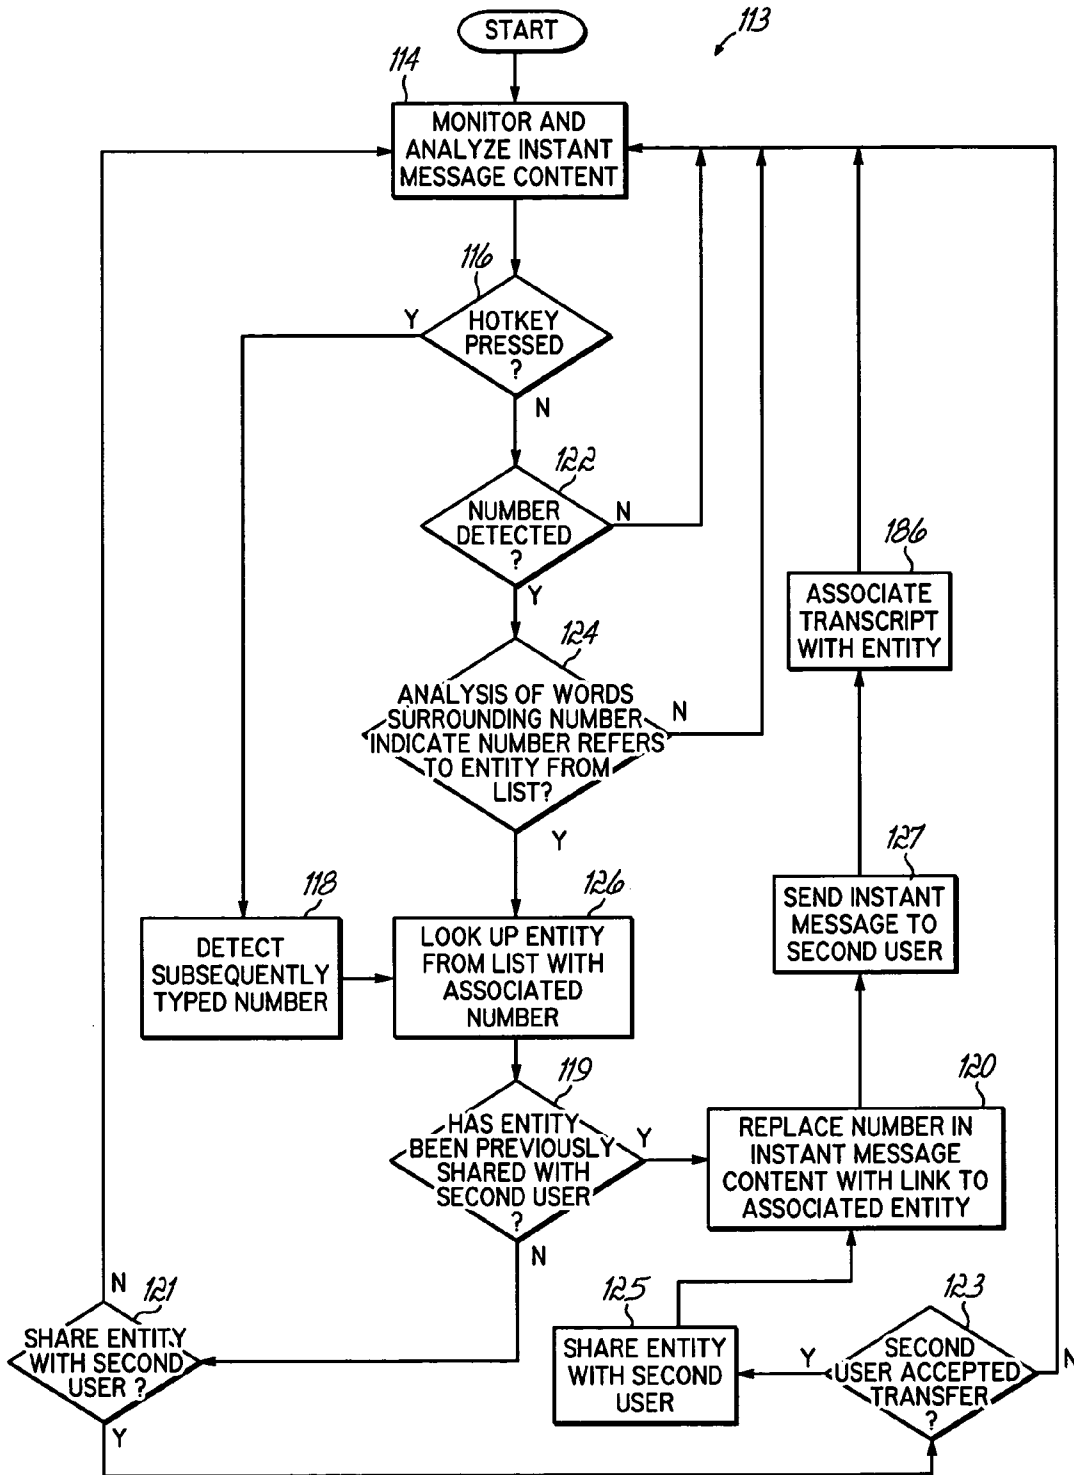 START
113
114
MONITOR AND
ANALYZE INSTANT
MESSAGE CONTENT
116
Y
HOTKEY
PRESSED
?
N
122
NUMBER
DETECTED
?
N
Y
186
ASSOCIATE
TRANSCRIPT
WITH ENTITY
124
ANALYSIS OF WORDS
SURROUNDING NUMBER
INDICATE NUMBER REFERS
TO ENTITY FROM
LIST?
N
Y
127
SEND INSTANT
MESSAGE TO
SECOND USER
118
DETECT
SUBSEQUENTLY
TYPED NUMBER
126
LOOK UP ENTITY
FROM LIST WITH
ASSOCIATED
NUMBER
119
HAS ENTITY
BEEN PREVIOUSLY
SHARED WITH
SECOND USER
?
Y
N
120
REPLACE NUMBER IN
INSTANT MESSAGE
CONTENT WITH LINK TO
ASSOCIATED ENTITY
N
121
SHARE ENTITY
WITH SECOND
USER ?
Y
125
SHARE ENTITY
WITH SECOND
USER
Y
123
SECOND
USER ACCEPTED
TRANSFER
?
N